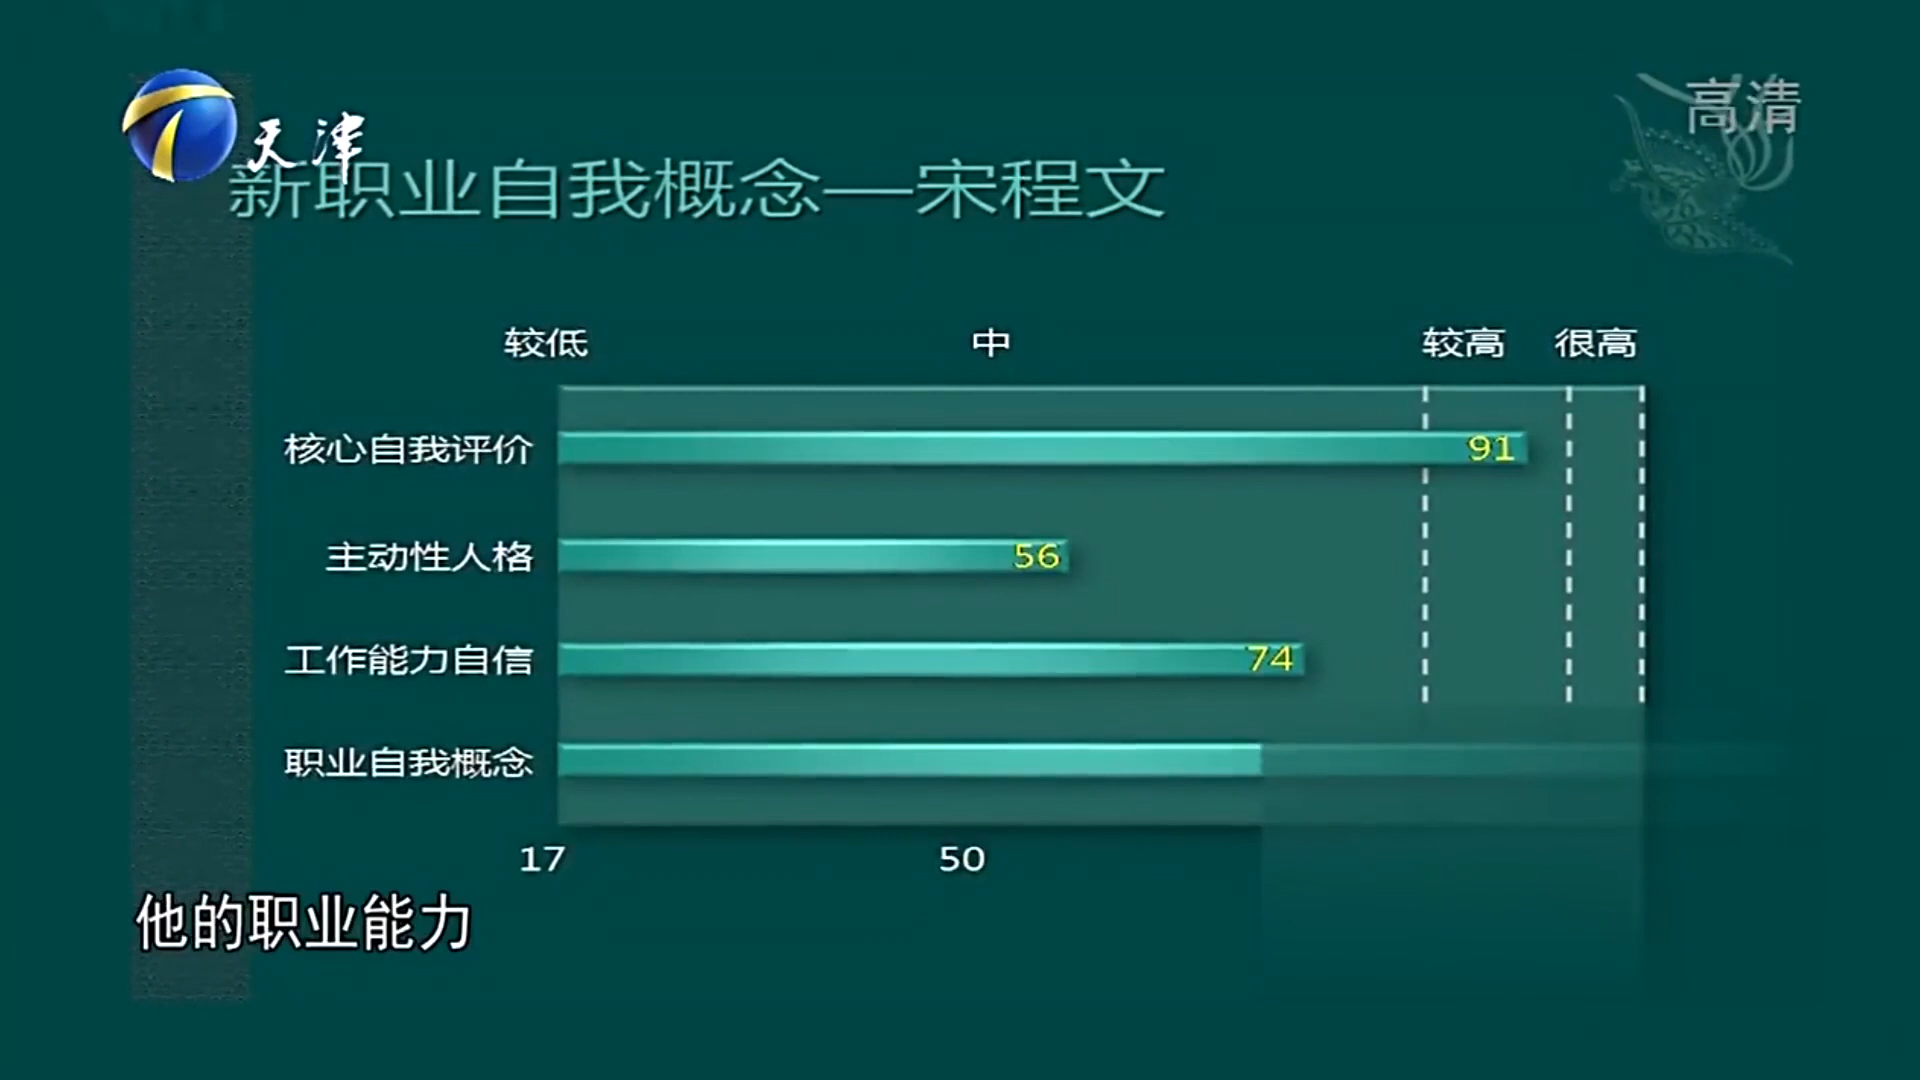 天津
高清
新职业自我概念—宋程文
较低 中 较高 很高
核心自我评价 91
主动性人格 56
工作能力自信 74
职业自我概念
17 50
他的职业能力